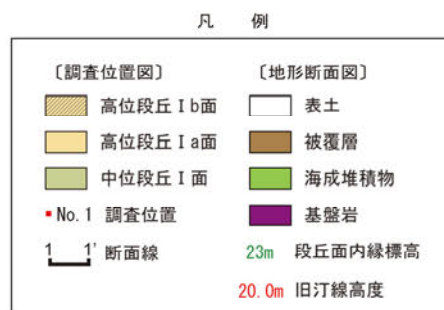 凡 例
〔調査位置図〕 〔地形断面図〕
高位段丘Ⅰb面 表土
高位段丘Ⅰa面 被覆層
中位段丘Ⅰ面 海成堆積物
No.1 調査位置 基盤岩
1 1' 断面線 23m 段丘面内縁標高
20.0m 旧汀線高度